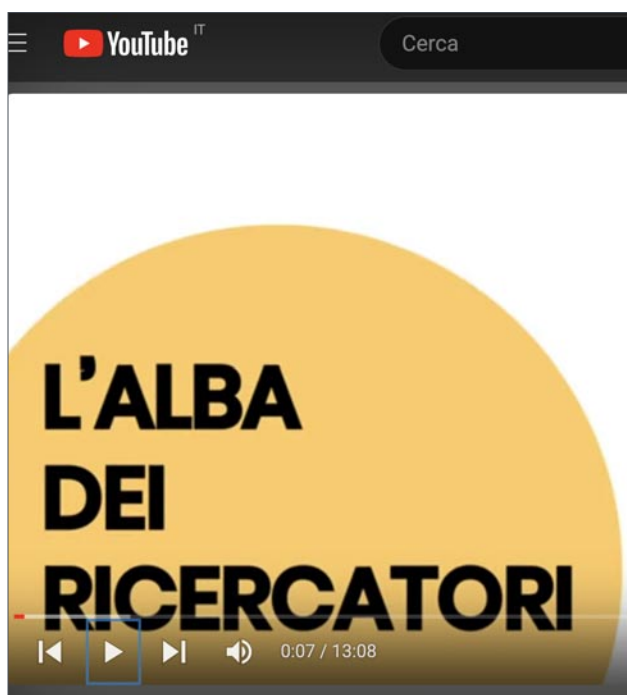 YouTube IT
Cerca
L'ALBA
DEI
RICERCATORI
0:07 / 13:08